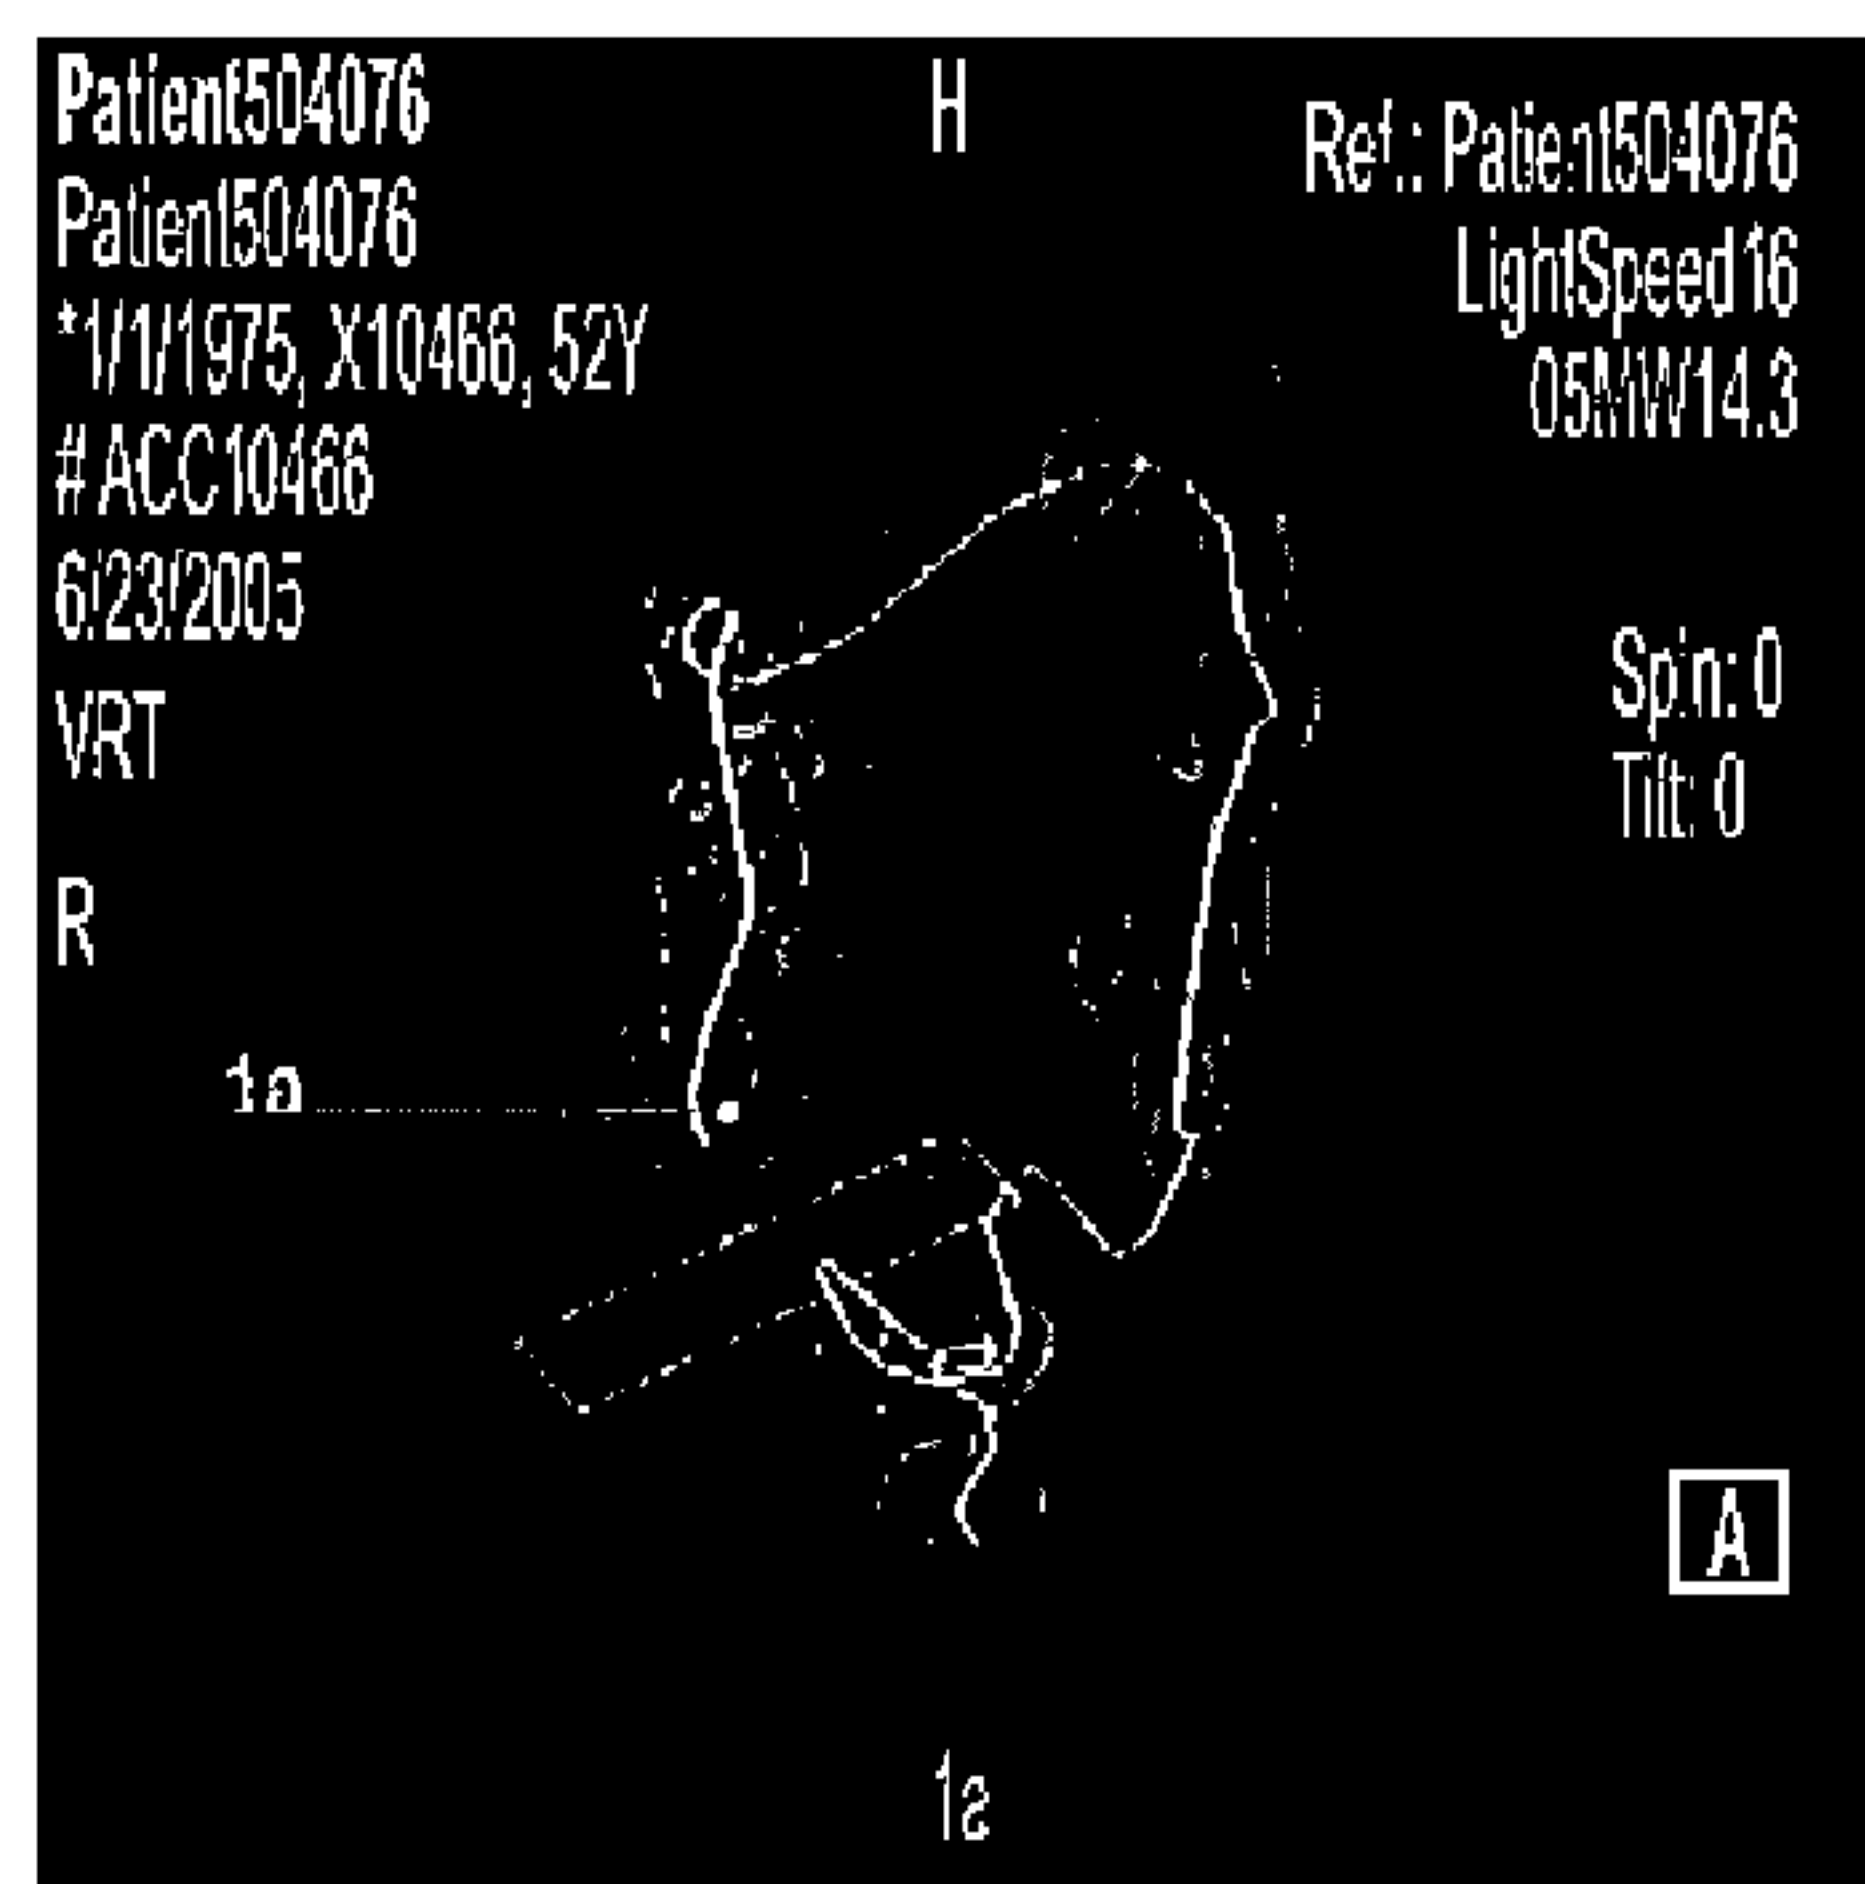 Patient504076
Patient504076
*1/1/1975, X10466, 52Y
# ACC10466
6/23/2005
VRT
R
H
Ref.: Patient504076
LightSpeed16
05MW14.3
Spin: 0
Tilt: 0
1a
A
1s